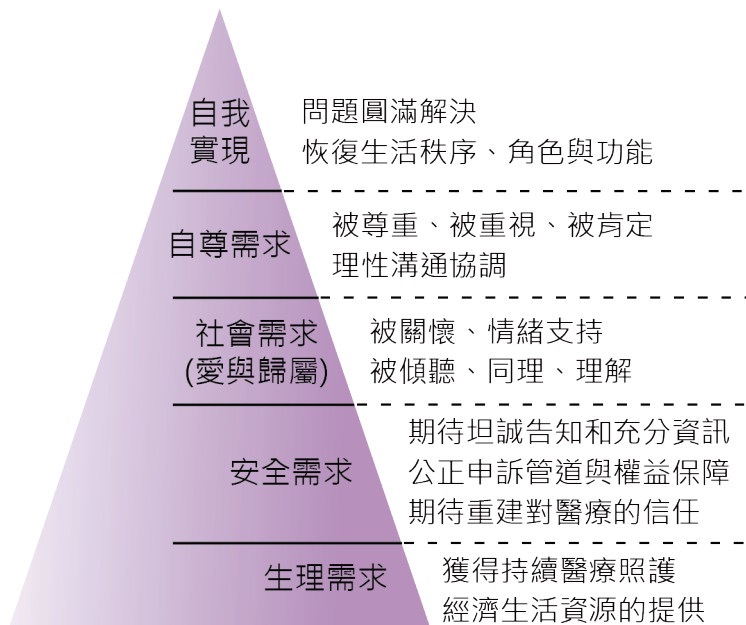 自我
實現
問題圓滿解決
恢復生活秩序、角色與功能
自尊需求
被尊重、被重視、被肯定
理性溝通協調
社會需求
(愛與歸屬)
被關懷、情緒支持
被傾聽、同理、理解
安全需求
期待坦誠告知和充分資訊
公正申訴管道與權益保障
期待重建對醫療的信任
生理需求
獲得持續醫療照護
經濟生活資源的提供